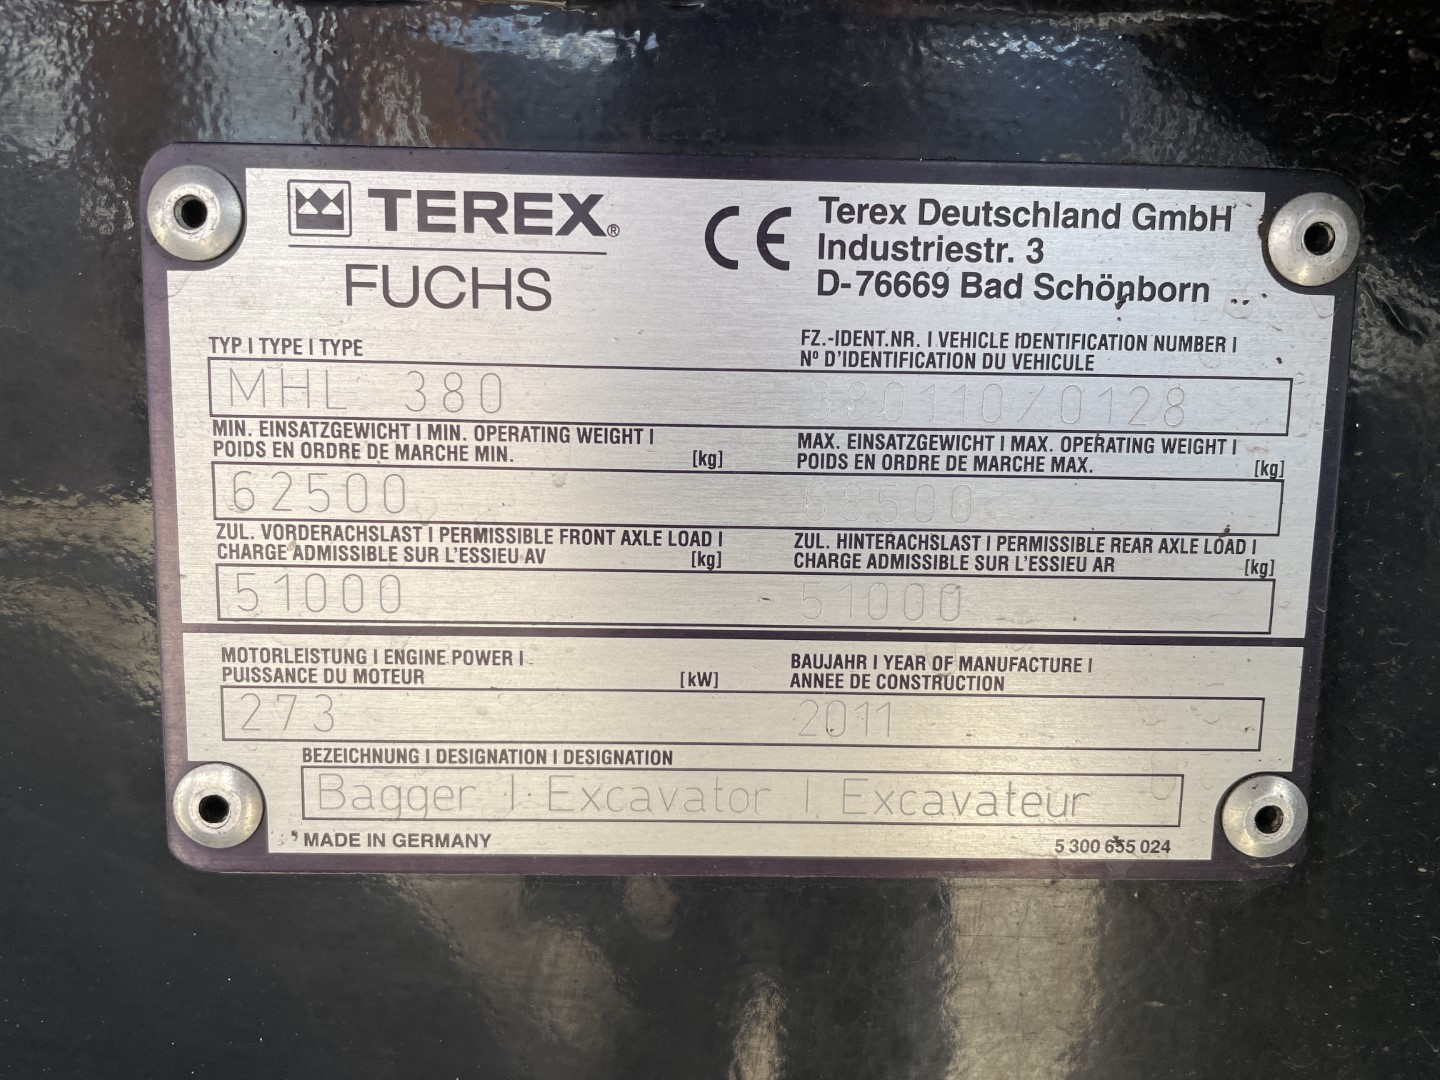 TEREX®
FUCHS
CE
Terex Deutschland GmbH
Industriestr. 3
D-76669 Bad Schönborn
TYP I TYPE I TYPE
FZ.-IDENT.NR. I VEHICLE IDENTIFICATION NUMBER I
Nº D'IDENTIFICATION DU VEHICULE
MHL 380
380110/0128
MIN. EINSATZGEWICHT I MIN. OPERATING WEIGHT I
POIDS EN ORDRE DE MARCHE MIN. [kg]
MAX. EINSATZGEWICHT I MAX. OPERATING WEIGHT I
POIDS EN ORDRE DE MARCHE MAX. [kg]
62500
68500
ZUL. VORDERACHSLAST I PERMISSIBLE FRONT AXLE LOAD I
CHARGE ADMISSIBLE SUR L'ESSIEU AV [kg]
ZUL. HINTERACHSLAST I PERMISSIBLE REAR AXLE LOAD I
CHARGE ADMISSIBLE SUR L'ESSIEU AR [kg]
51000
51000
MOTORLEISTUNG I ENGINE POWER I
PUISSANCE DU MOTEUR [kW]
BAUJAHR I YEAR OF MANUFACTURE I
ANNEE DE CONSTRUCTION
273
2011
BEZEICHNUNG I DESIGNATION I DESIGNATION
Bagger I Excavator I Excavateur
MADE IN GERMANY
5 300 655 024